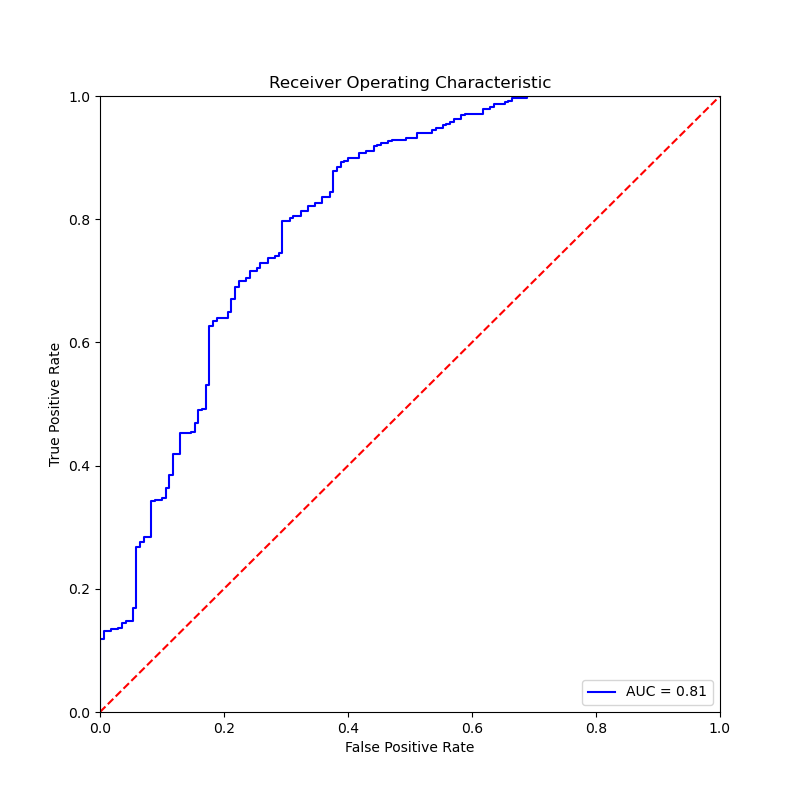 Receiver Operating Characteristic
1.0
0.8
0.6
0.4
0.2
0.0
True Positive Rate
AUC = 0.81
0.0 0.2 0.4 0.6 0.8 1.0
False Positive Rate